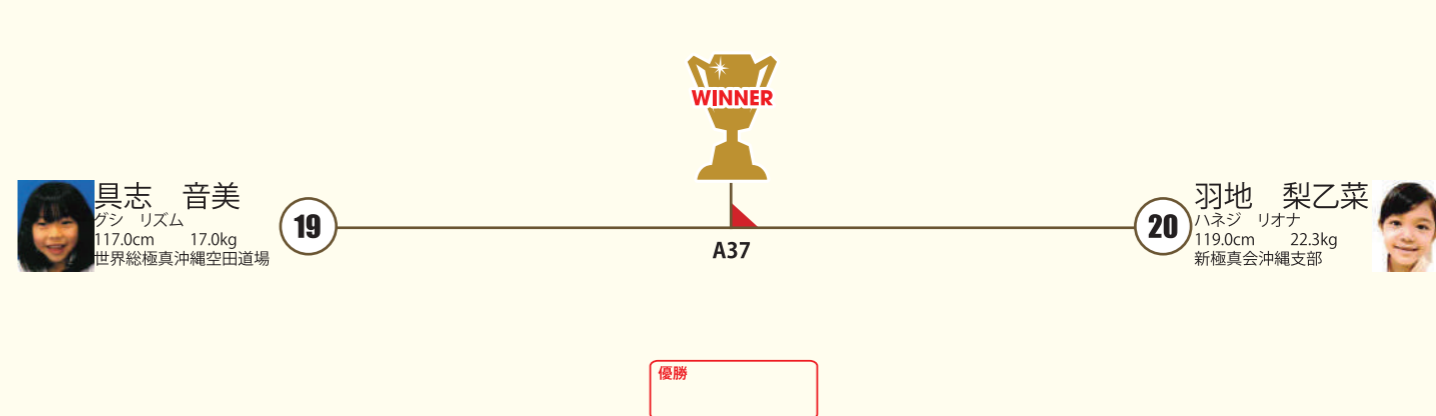 WINNER
具志　音美
グシ　リズム
117.0cm　　17.0kg
世界総極真沖縄空田道場
19
A37
20
羽地　梨乙菜
ハネジ　リオナ
119.0cm　　22.3kg
新極真会沖縄支部
優勝